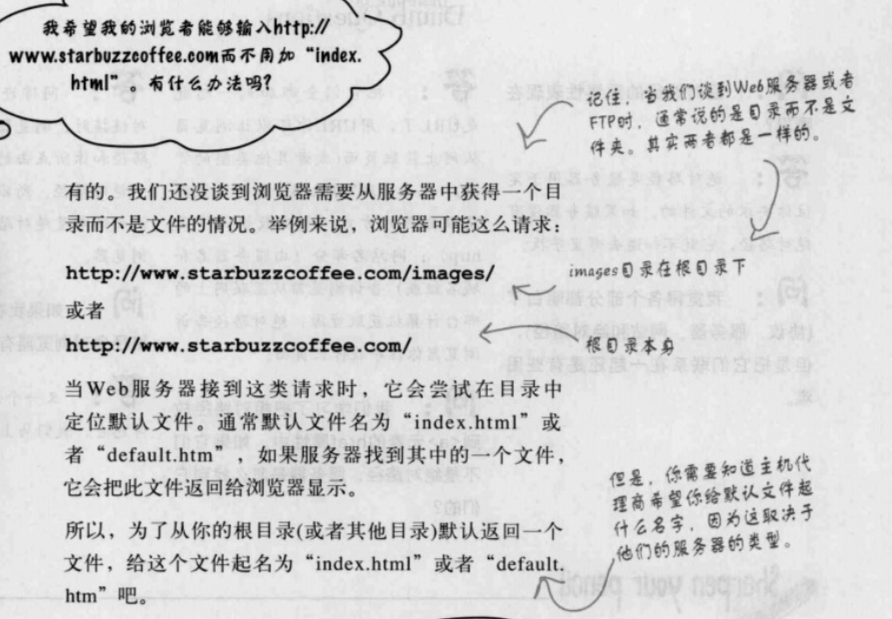 我希望我的浏览者能够输入http://
www.starbuzzcoffee.com而不用加“index.
html”。有什么办法吗?
记住，当我们谈到Web服务器或者
FTP时，通常说的是目录而不是文
件夹。其实两者都是一样的。
有的。我们还没谈到浏览器需要从服务器中获得一个目
录而不是文件的情况。举例来说，浏览器可能这么请求:
http://www.starbuzzcoffee.com/images/
images目录在根目录下
或者
http://www.starbuzzcoffee.com/
根目录本身
当Web服务器接到这类请求时，它会尝试在目录中
定位默认文件。通常默认文件名为“index.html”或
者“default.htm”，如果服务器找到其中的一个文件，
它会把此文件返回给浏览器显示。
但是，你需要知道主机代
理商希望你给默认文件起
什么名字，因为这取决于
他们的服务器的类型。
所以，为了从你的根目录(或者其他目录)默认返回一个
文件，给这个文件起名为“index.html”或者“default.
htm”吧。